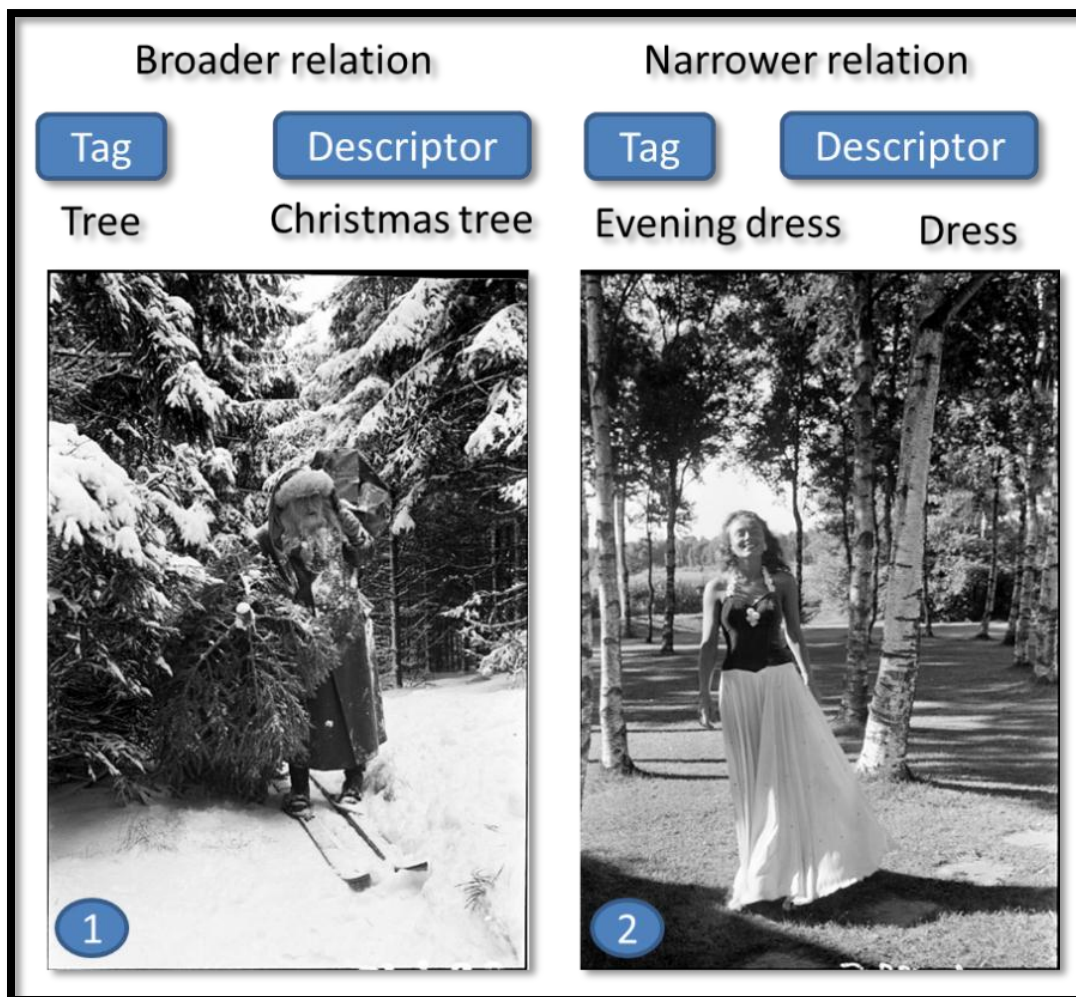 Broader relation
Narrower relation
Tag
Descriptor
Tag
Descriptor
Tree
Christmas tree
Evening dress
Dress
1
2